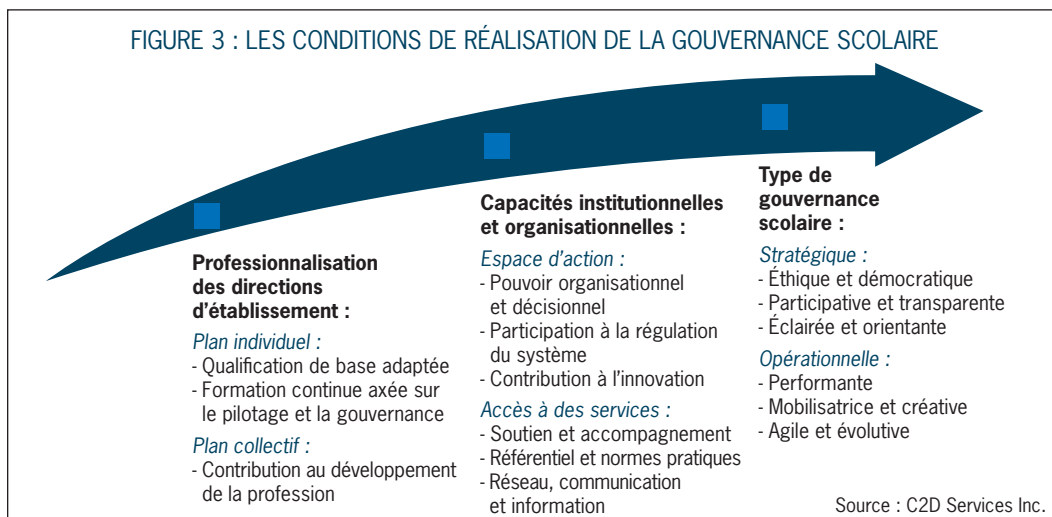 FIGURE 3 : LES CONDITIONS DE RÉALISATION DE LA GOUVERNANCE SCOLAIRE
Professionnalisation
des directions
d’établissement :
Plan individuel :
- Qualification de base adaptée
- Formation continue axée sur
le pilotage et la gouvernance
Plan collectif :
- Contribution au développement
de la profession
Capacités institutionnelles
et organisationnelles :
Espace d’action :
- Pouvoir organisationnel
et décisionnel
- Participation à la régulation
du système
- Contribution à l’innovation
Accès à des services :
- Soutien et accompagnement
- Référentiel et normes pratiques
- Réseau, communication
et information
Type de
gouvernance
scolaire :
Stratégique :
- Éthique et démocratique
- Participative et transparente
- Éclairée et orientante
Opérationnelle :
- Performante
- Mobilisatrice et créative
- Agile et évolutive
Source : C2D Services Inc.